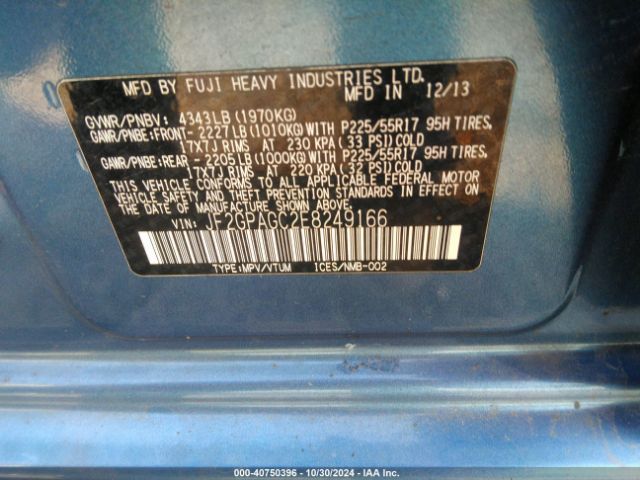 MFD BY FUJI HEAVY INDUSTRIES LTD.
MFD IN 12/13
GVWR/PNBV: 4343LB (1970KG)
GAWR/PNBE:FRONT- 2227LB(1010KG)WITH P225/55R17 95H TIRES,
17X7J RIMS AT 230 KPA( 33 PSI)COLD
GAWR/PNBE:REAR - 2205LB(1000KG)WITH P225/55R17 95H TIRES,
17X7J RIMS AT 220 KPA( 32 PSI)COLD
THIS VEHICLE CONFORMS TO ALL APPLICABLE FEDERAL MOTOR
VEHICLE SAFETY AND THEFT PREVENTION STANDARDS IN EFFECT ON
THE DATE OF MANUFACTURE SHOWN ABOVE.
VIN: JF2GPAGC2E8249166
TYPE:MPV/VTUM ICES/NMB-002
000-40750396 - 10/30/2024 - IAA Inc.